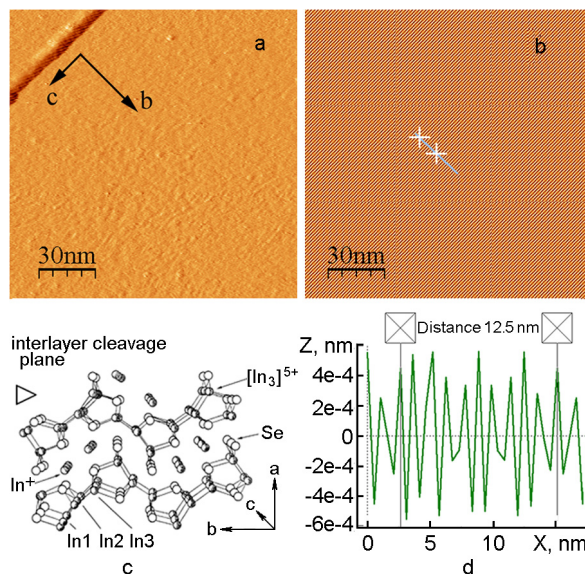 a
c
b
30nm
b
30nm
interlayer cleavage
plane
[In3]5+
Se
In+
a
c
b
In1 In2 In3
c
Distance 12.5 nm
Z, nm
4e-4
2e-4
0
-2e-4
-4e-4
-6e-4
0 5 10 X, nm
d